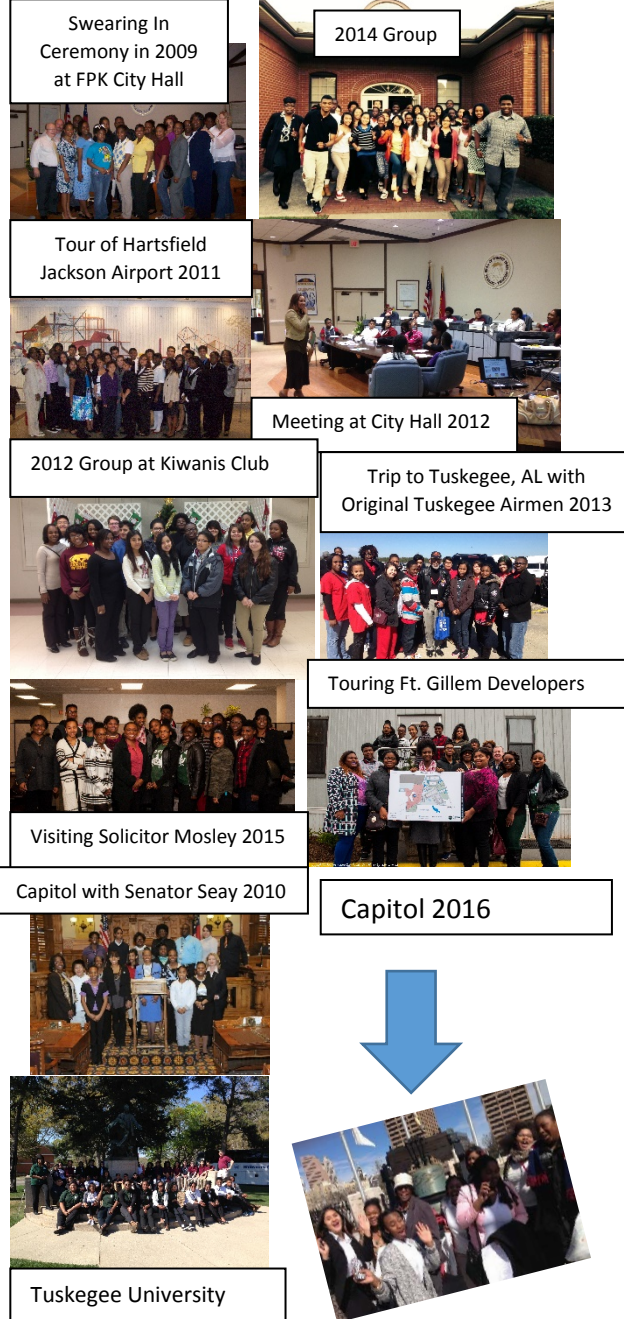 Swearing In
Ceremony in 2009
at FPK City Hall
2014 Group
Tour of Hartsfield
Jackson Airport 2011
Meeting at City Hall 2012
2012 Group at Kiwanis Club
Trip to Tuskegee, AL with
Original Tuskegee Airmen 2013
Touring Ft. Gillem Developers
Visiting Solicitor Mosley 2015
Capitol with Senator Seay 2010
Capitol 2016
Tuskegee University